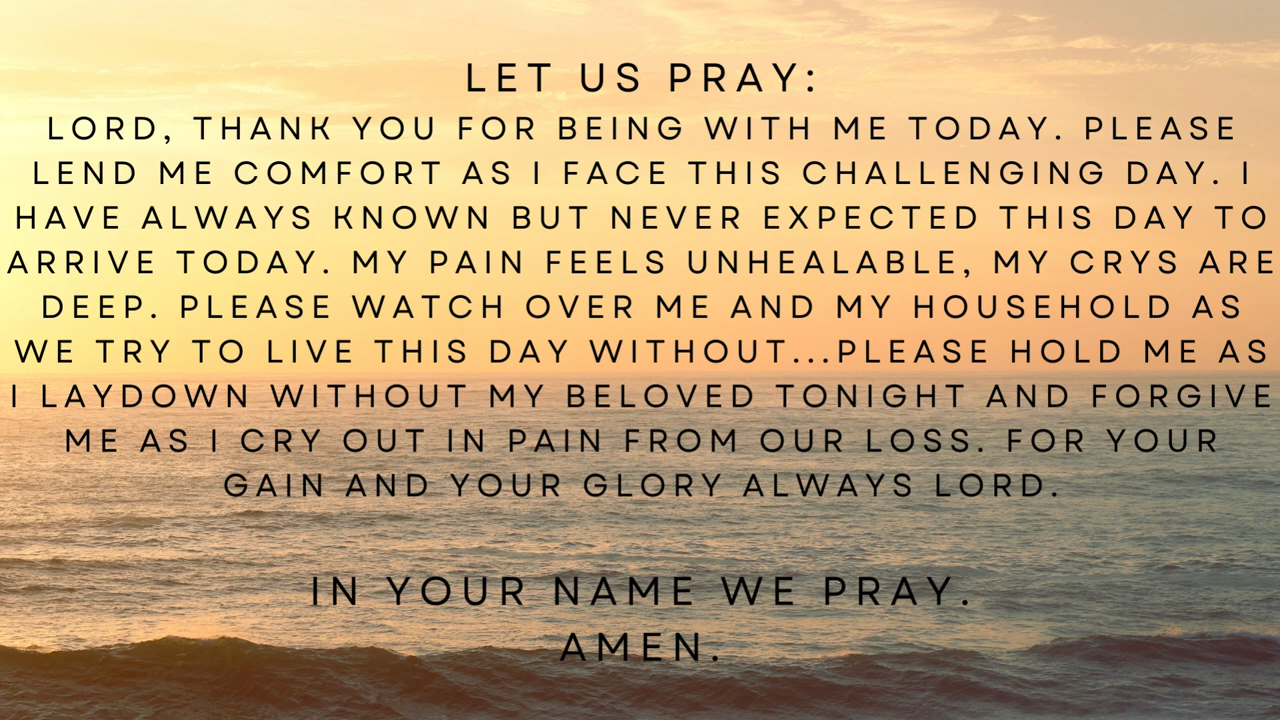 LET US PRAY:
LORD, THANK YOU FOR BEING WITH ME TODAY. PLEASE
LEND ME COMFORT AS I FACE THIS CHALLENGING DAY. I
HAVE ALWAYS KNOWN BUT NEVER EXPECTED THIS DAY TO
ARRIVE TODAY. MY PAIN FEELS UNHEALABLE, MY CRYS ARE
DEEP. PLEASE WATCH OVER ME AND MY HOUSEHOLD AS
WE TRY TO LIVE THIS DAY WITHOUT...PLEASE HOLD ME AS
I LAYDOWN WITHOUT MY BELOVED TONIGHT AND FORGIVE
ME AS I CRY OUT IN PAIN FROM OUR LOSS. FOR YOUR
GAIN AND YOUR GLORY ALWAYS LORD.
IN YOUR NAME WE PRAY.
AMEN.